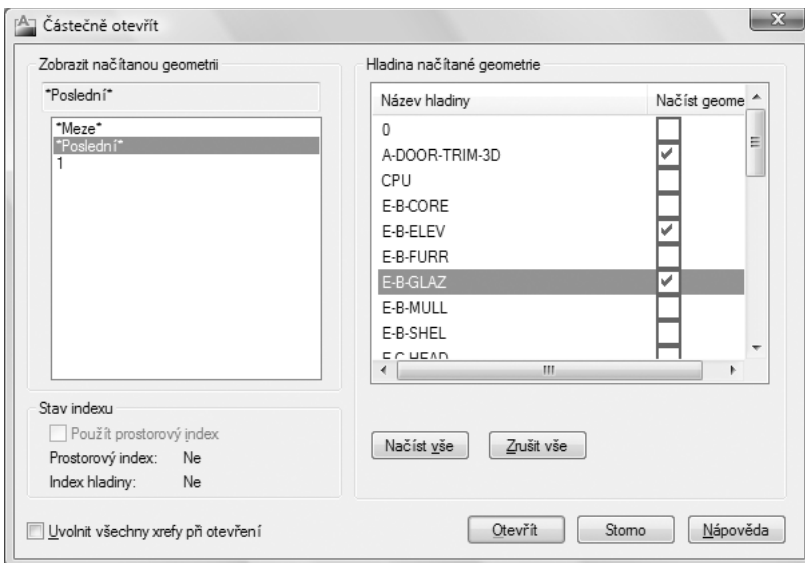 Částečně otevřít
Zobrazit načítanou geometrii
*Poslední*
*Meze*
*Poslední*
1
Stav indexu
Použít prostorový index
Prostorový index: Ne
Index hladiny: Ne
Uvolnit všechny xrefy při otevření
Hladina načítané geometrie
Název hladiny Načíst geome
0
A-DOOR-TRIM-3D
CPU
E-B-CORE
E-B-ELEV
E-B-FURR
E-B-GLAZ
E-B-MULL
E-B-SHEL
E-C-HEAD
Načíst vše Zrušit vše
Otevřít Storno Nápověda